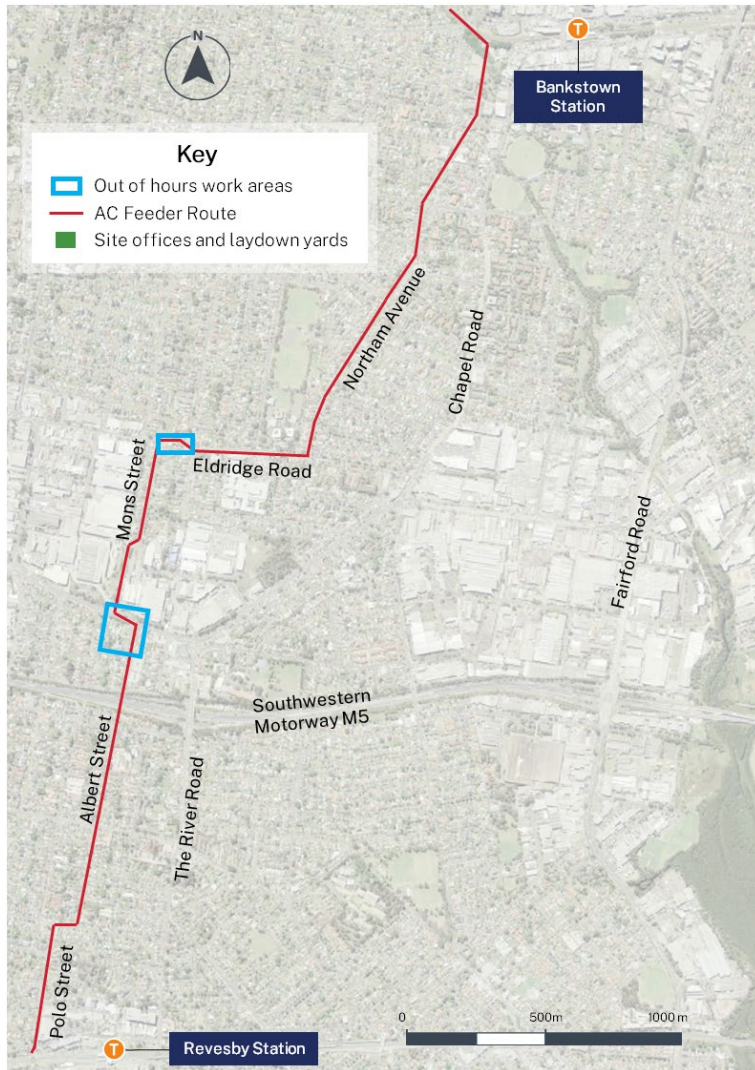 N
T
Bankstown
Station
Key
Out of hours work areas
AC Feeder Route
Site offices and laydown yards
Northam Avenue
Chapel Road
Mons Street
Eldridge Road
Fairford Road
Southwestern
Motorway M5
Albert Street
The River Road
Polo Street
0 500m 1000m
T
Revesby Station